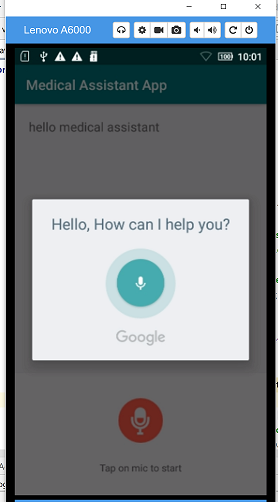 Lenovo A6000
100 10:01
Medical Assistant App
hello medical assistant
Hello, How can I help you?
Google
Tap on mic to start